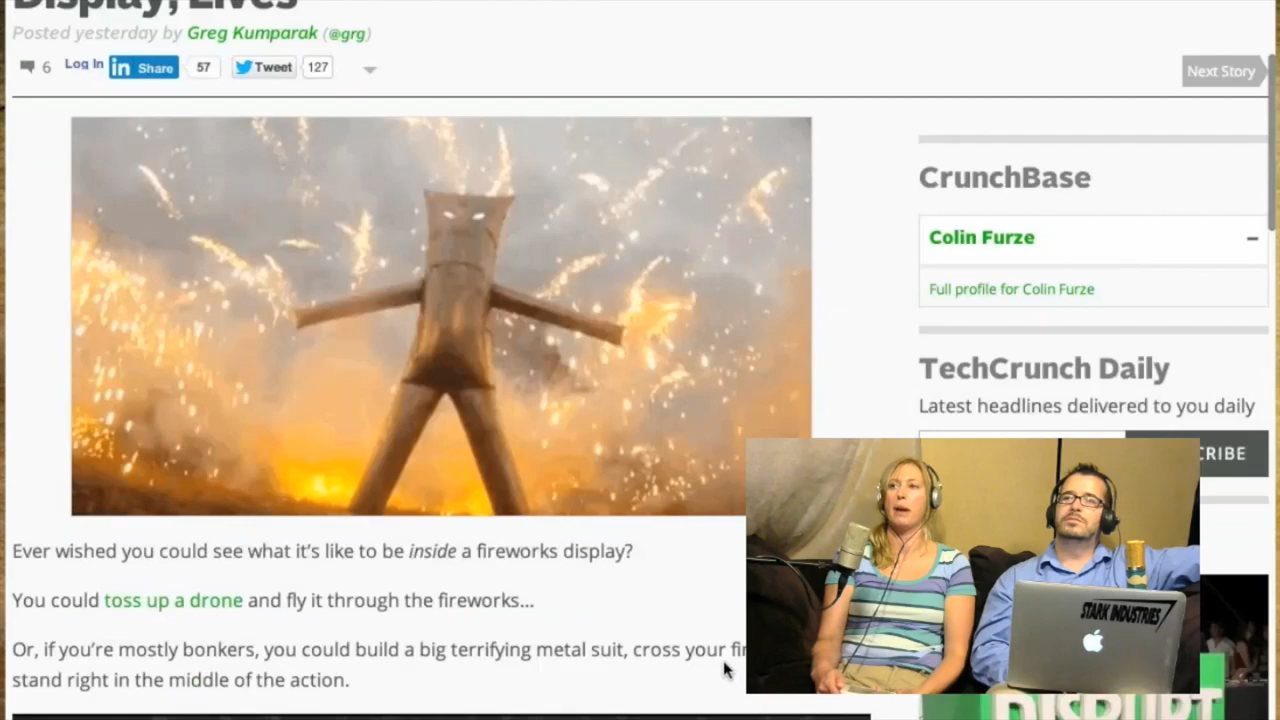 Display, Lives
Posted yesterday by Greg Kumparak (@grg)
6 Log In in Share 57 Tweet 127
Next Story
CrunchBase
Colin Furze
Full profile for Colin Furze
TechCrunch Daily
Latest headlines delivered to you daily
CRIBE
Ever wished you could see what it's like to be inside a fireworks display?
You could toss up a drone and fly it through the fireworks...
Or, if you're mostly bonkers, you could build a big terrifying metal suit, cross your
stand right in the middle of the action.
STARK INDUSTRIES
DISRUPT